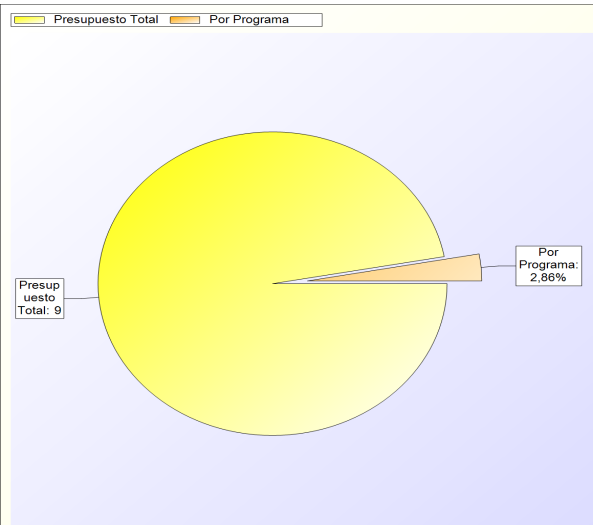 Presupuesto Total Por Programa
Presup
uesto
Total: 9
Por
Programa:
2,86%